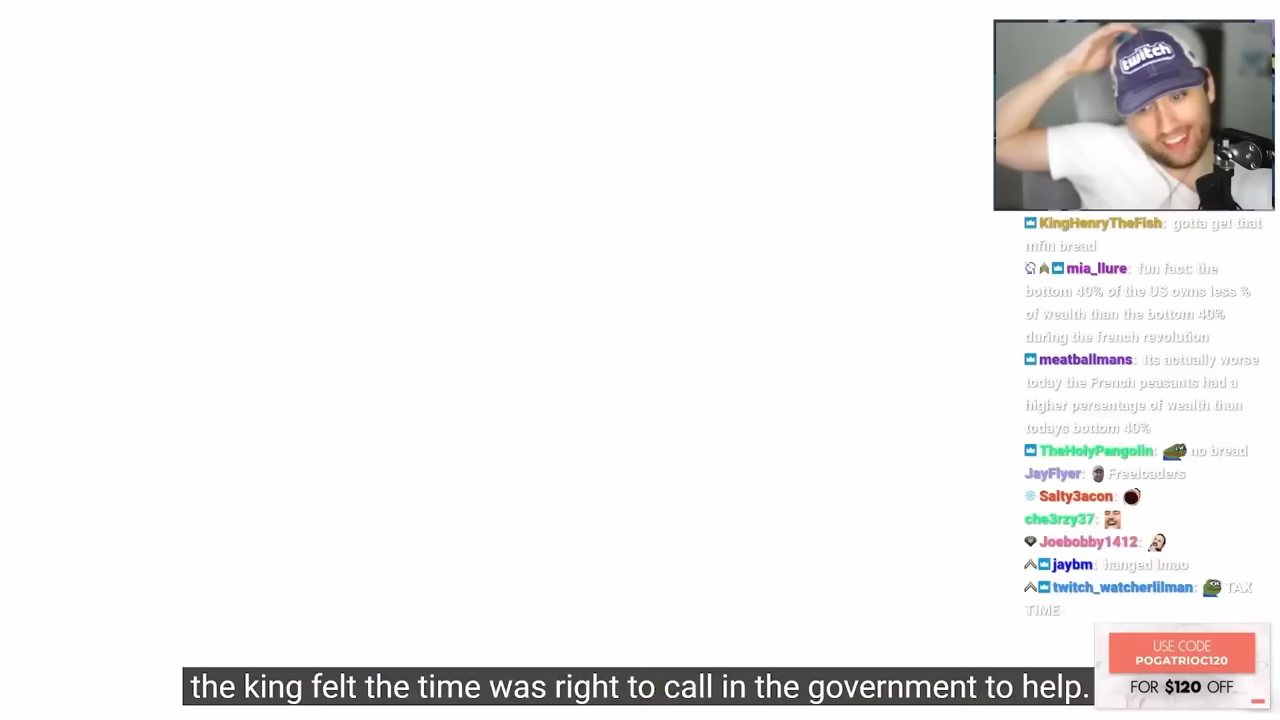 twitch
KingHenryTheFish: gotta get that
mfin bread
mia_llure: fun fact: the
bottom 40% of the US owns less %
of wealth than the bottom 40%
during the french revolution
meatballmans: Its actually worse
today the French peasants had a
higher percentage of wealth than
todays bottom 40%
TheHolyPangolin: no bread
JayFlyer: Freeloaders
Salty3acon:
che3rzy37:
Joebobby1412:
jaybm: hanged lmao
twitch_watcherlilman: TAX
TIME
USE CODE
POGATRIOC120
FOR $120 OFF
the king felt the time was right to call in the government to help.